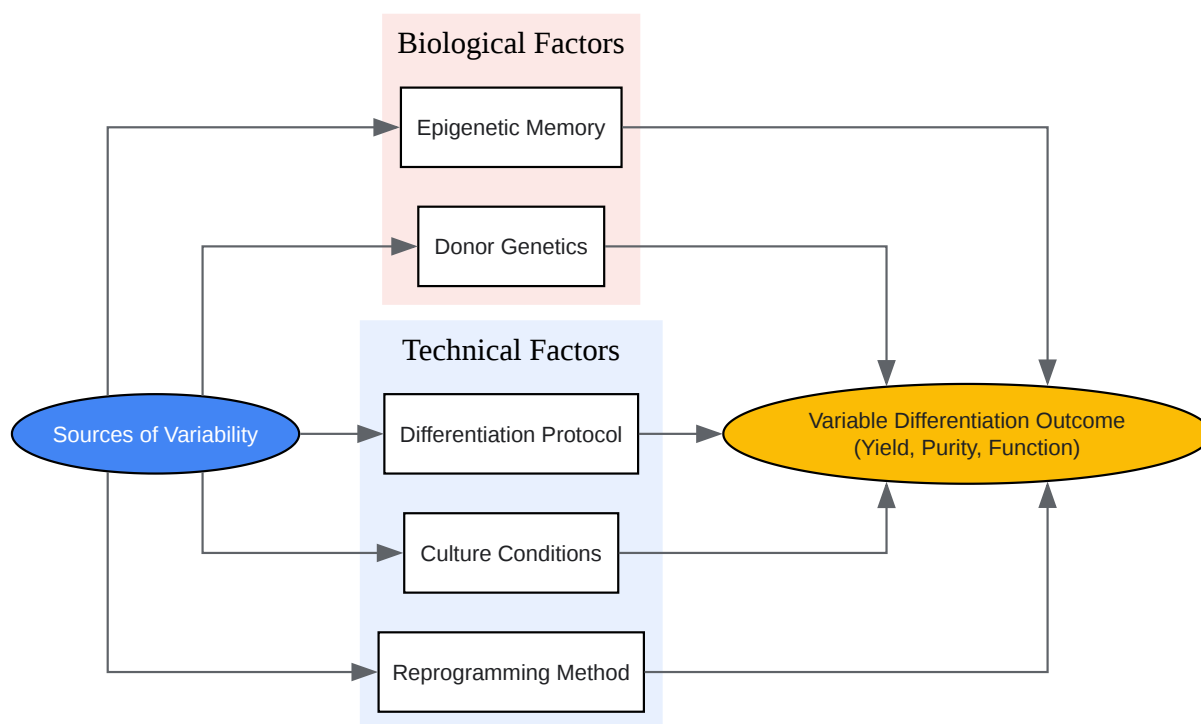 Biological Factors
Epigenetic Memory
Donor Genetics
Technical Factors
Sources of Variability
Differentiation Protocol
Variable Differentiation Outcome
(Yield, Purity, Function)
Culture Conditions
Reprogramming Method